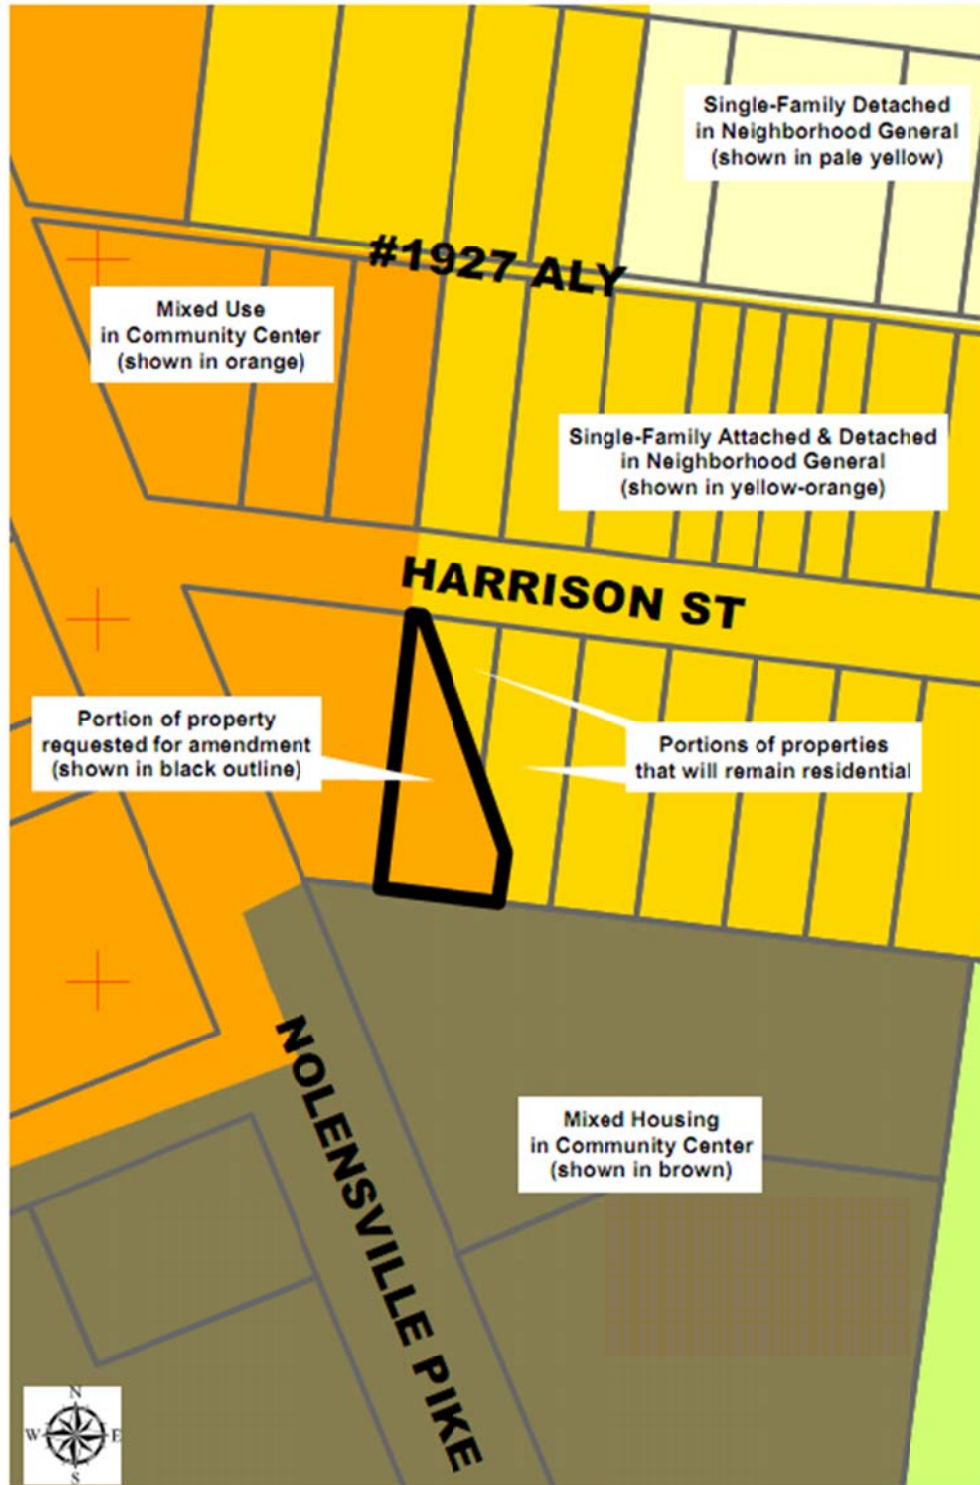 Single-Family Detached
in Neighborhood General
(shown in pale yellow)
#1927 ALY
Mixed Use
in Community Center
(shown in orange)
Single-Family Attached & Detached
in Neighborhood General
(shown in yellow-orange)
HARRISON ST
Portion of property
requested for amendment
(shown in black outline)
Portions of properties
that will remain residential
NOLENSVILLE PIKE
Mixed Housing
in Community Center
(shown in brown)
N
W E
S